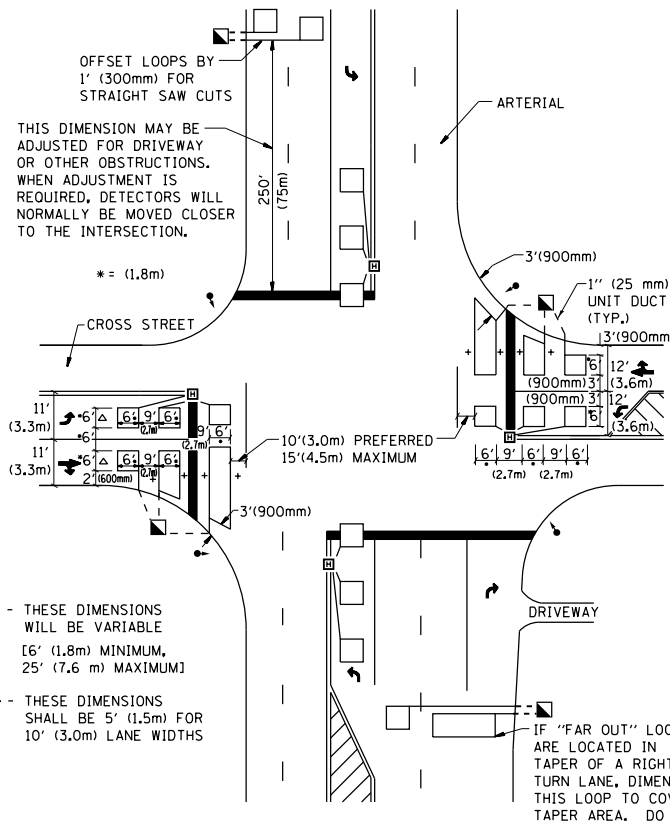 OFFSET LOOPS BY
1' (300mm) FOR
STRAIGHT SAW CUTS
ARTERIAL
THIS DIMENSION MAY BE
ADJUSTED FOR DRIVEWAY
OR OTHER OBSTRUCTIONS.
WHEN ADJUSTMENT IS
REQUIRED, DETECTORS WILL
NORMALLY BE MOVED CLOSER
TO THE INTERSECTION.
250'
(75m)
* = (1.8m)
H
3'(900mm)
1" (25 mm)
UNIT DUCT
(TYP.)
CROSS STREET
3'(900mm)
6'
12'
(3.6m)
(900mm) 3'
(900mm) 3'
12'
(3.6m)
6'
H
6' 9' 6' 9' 6'
(2.7m) (2.7m)
H
11'
(3.3m)
*6'
6' 9' 6'
(2.7m)
*6'
9' 6'
(2.7m)
11'
(3.3m)
*6'
6' 9' 6'
(2.7m)
2' (600mm)
10'(3.0m) PREFERRED
15'(4.5m) MAXIMUM
3'(900mm)
H
- THESE DIMENSIONS
WILL BE VARIABLE
[6' (1.8m) MINIMUM,
25' (7.6 m) MAXIMUM]
- THESE DIMENSIONS
SHALL BE 5' (1.5m) FOR
10' (3.0m) LANE WIDTHS
DRIVEWAY
IF "FAR OUT" LOO
ARE LOCATED IN
TAPER OF A RIGHT
TURN LANE, DIMEN
THIS LOOP TO COV
TAPER AREA. DO